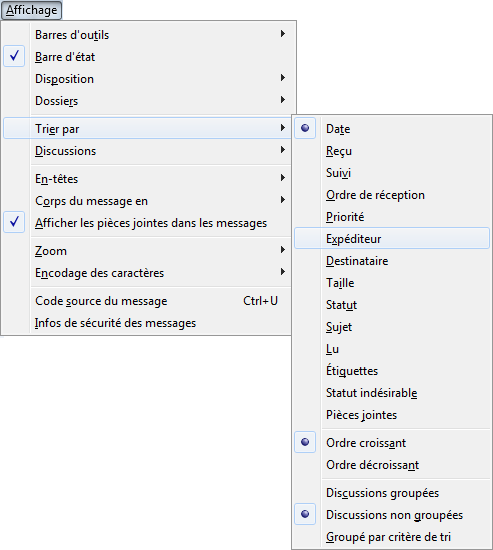 Affichage
Barres d'outils
Barre d'état
Disposition
Dossiers
Trier par
Discussions
En-têtes
Corps du message en
Afficher les pièces jointes dans les messages
Zoom
Encodage des caractères
Code source du message Ctrl+U
Infos de sécurité des messages
Date
Reçu
Suivi
Ordre de réception
Priorité
Expéditeur
Destinataire
Taille
Statut
Sujet
Lu
Étiquettes
Statut indésirable
Pièces jointes
Ordre croissant
Ordre décroissant
Discussions groupées
Discussions non groupées
Groupé par critère de tri